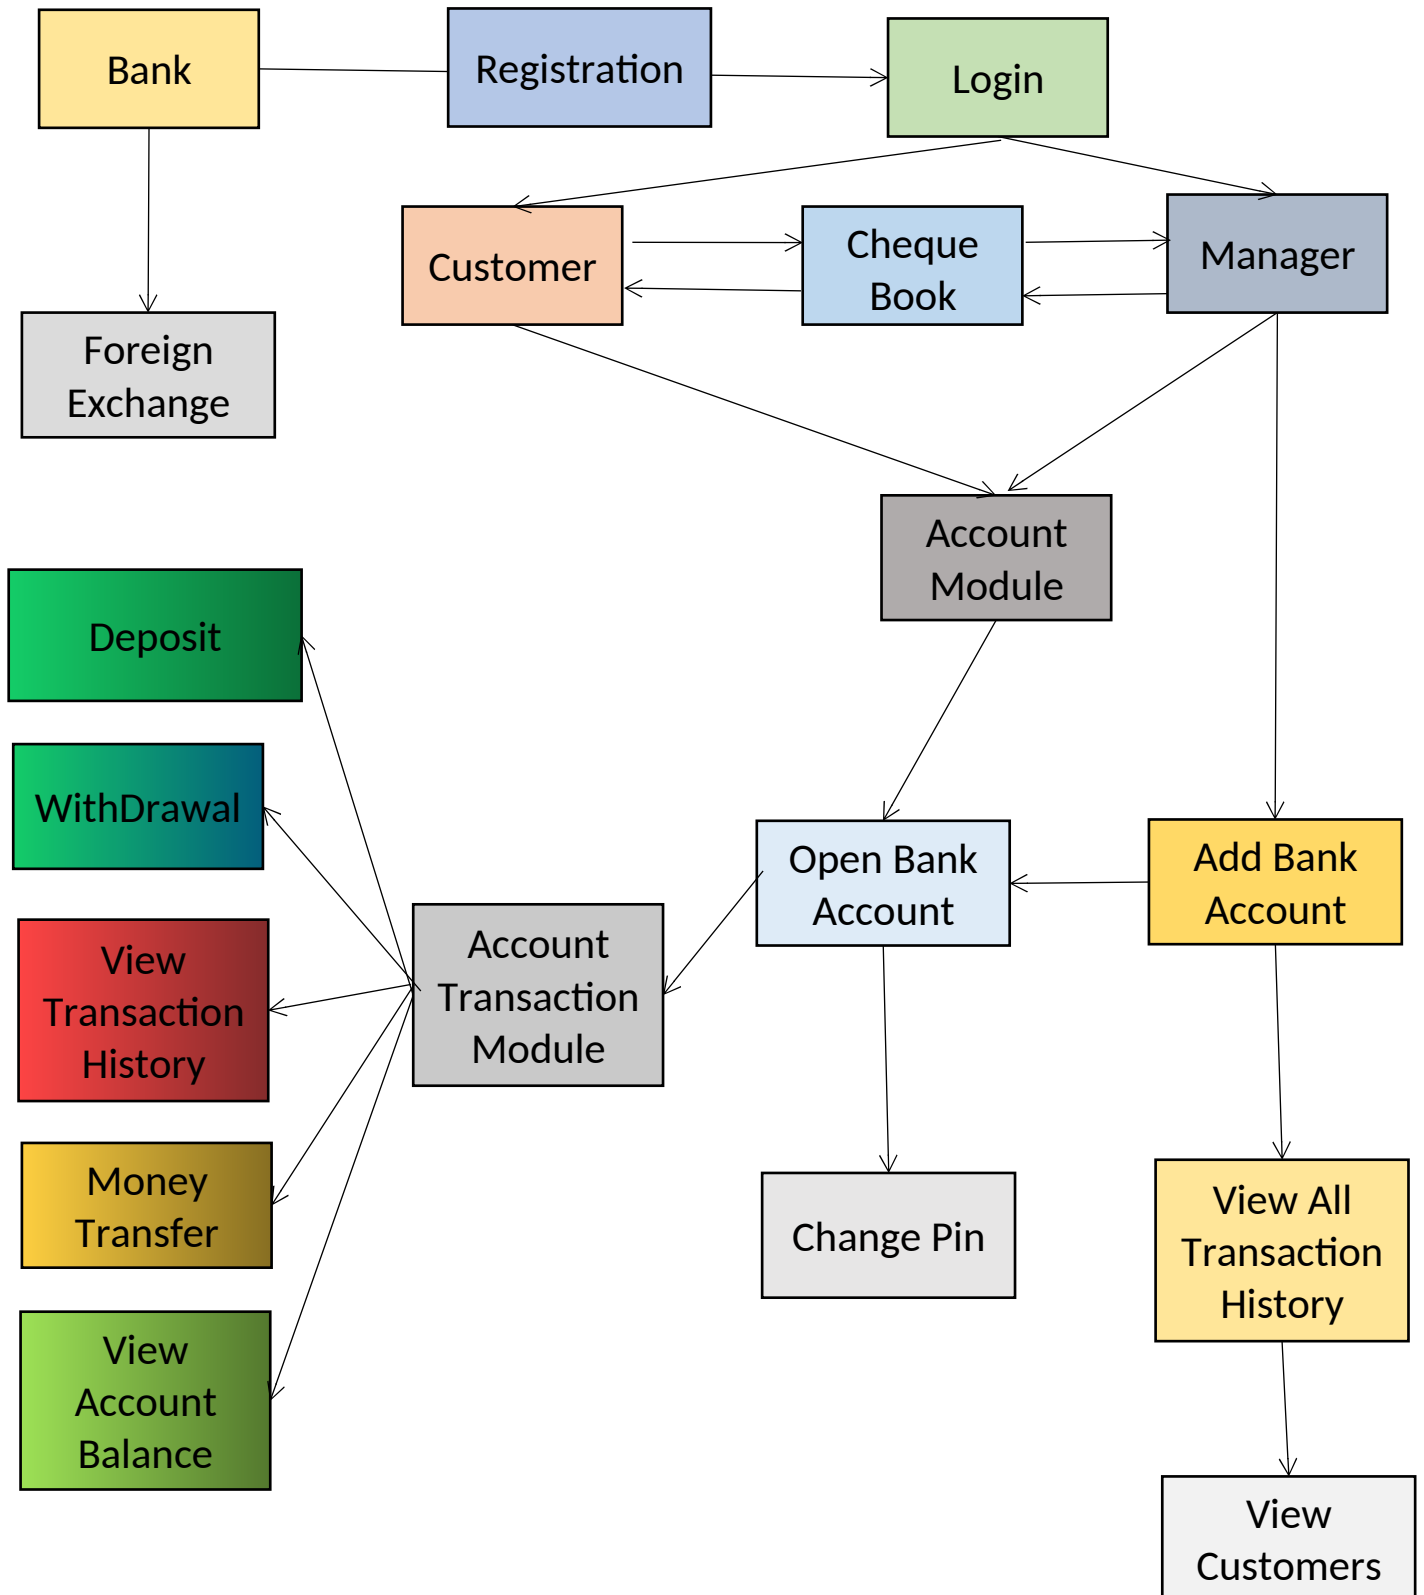 Bank
Registration
Login
Customer
Cheque
Book
Manager
Foreign
Exchange
Account
Module
Deposit
WithDrawal
Open Bank
Account
Add Bank
Account
View
Transaction
History
Account
Transaction
Module
Money
Transfer
Change Pin
View All
Transaction
History
View
Account
Balance
View
Customers